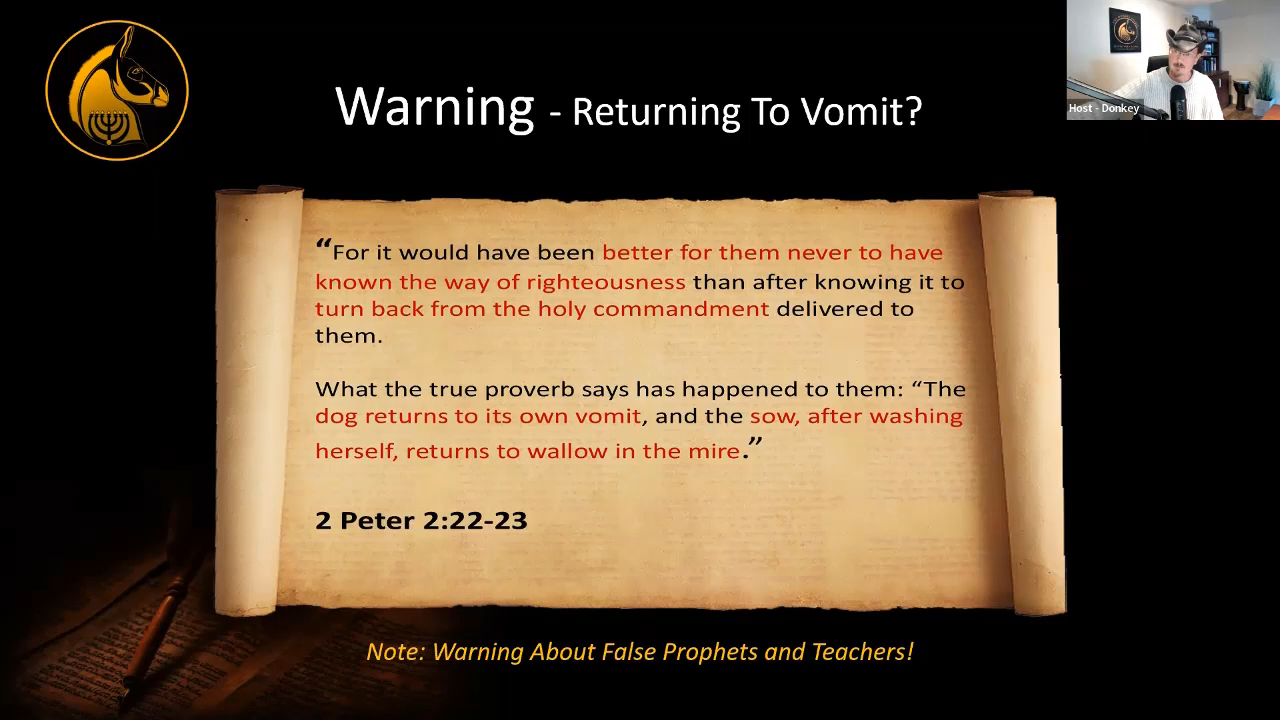 Warning - Returning To Vomit?
Host - Donkey
“For it would have been better for them never to have
known the way of righteousness than after knowing it to
turn back from the holy commandment delivered to
them.
What the true proverb says has happened to them: “The
dog returns to its own vomit, and the sow, after washing
herself, returns to wallow in the mire.”
2 Peter 2:22-23
Note: Warning About False Prophets and Teachers!